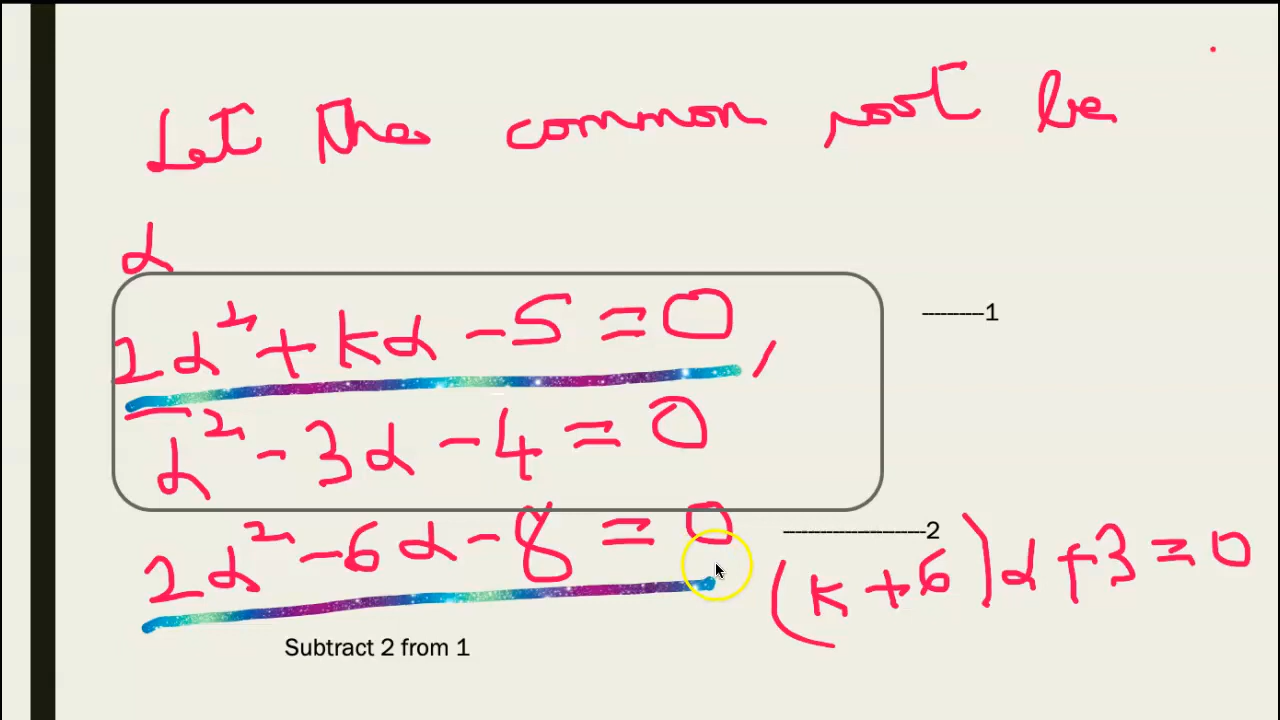 Let the common root be
α
2α² + kα - 5 = 0, ---------1
α² - 3α - 4 = 0
2α² - 6α - 8 = 0 --------------------2
(k + 6)α + 3 = 0
Subtract 2 from 1